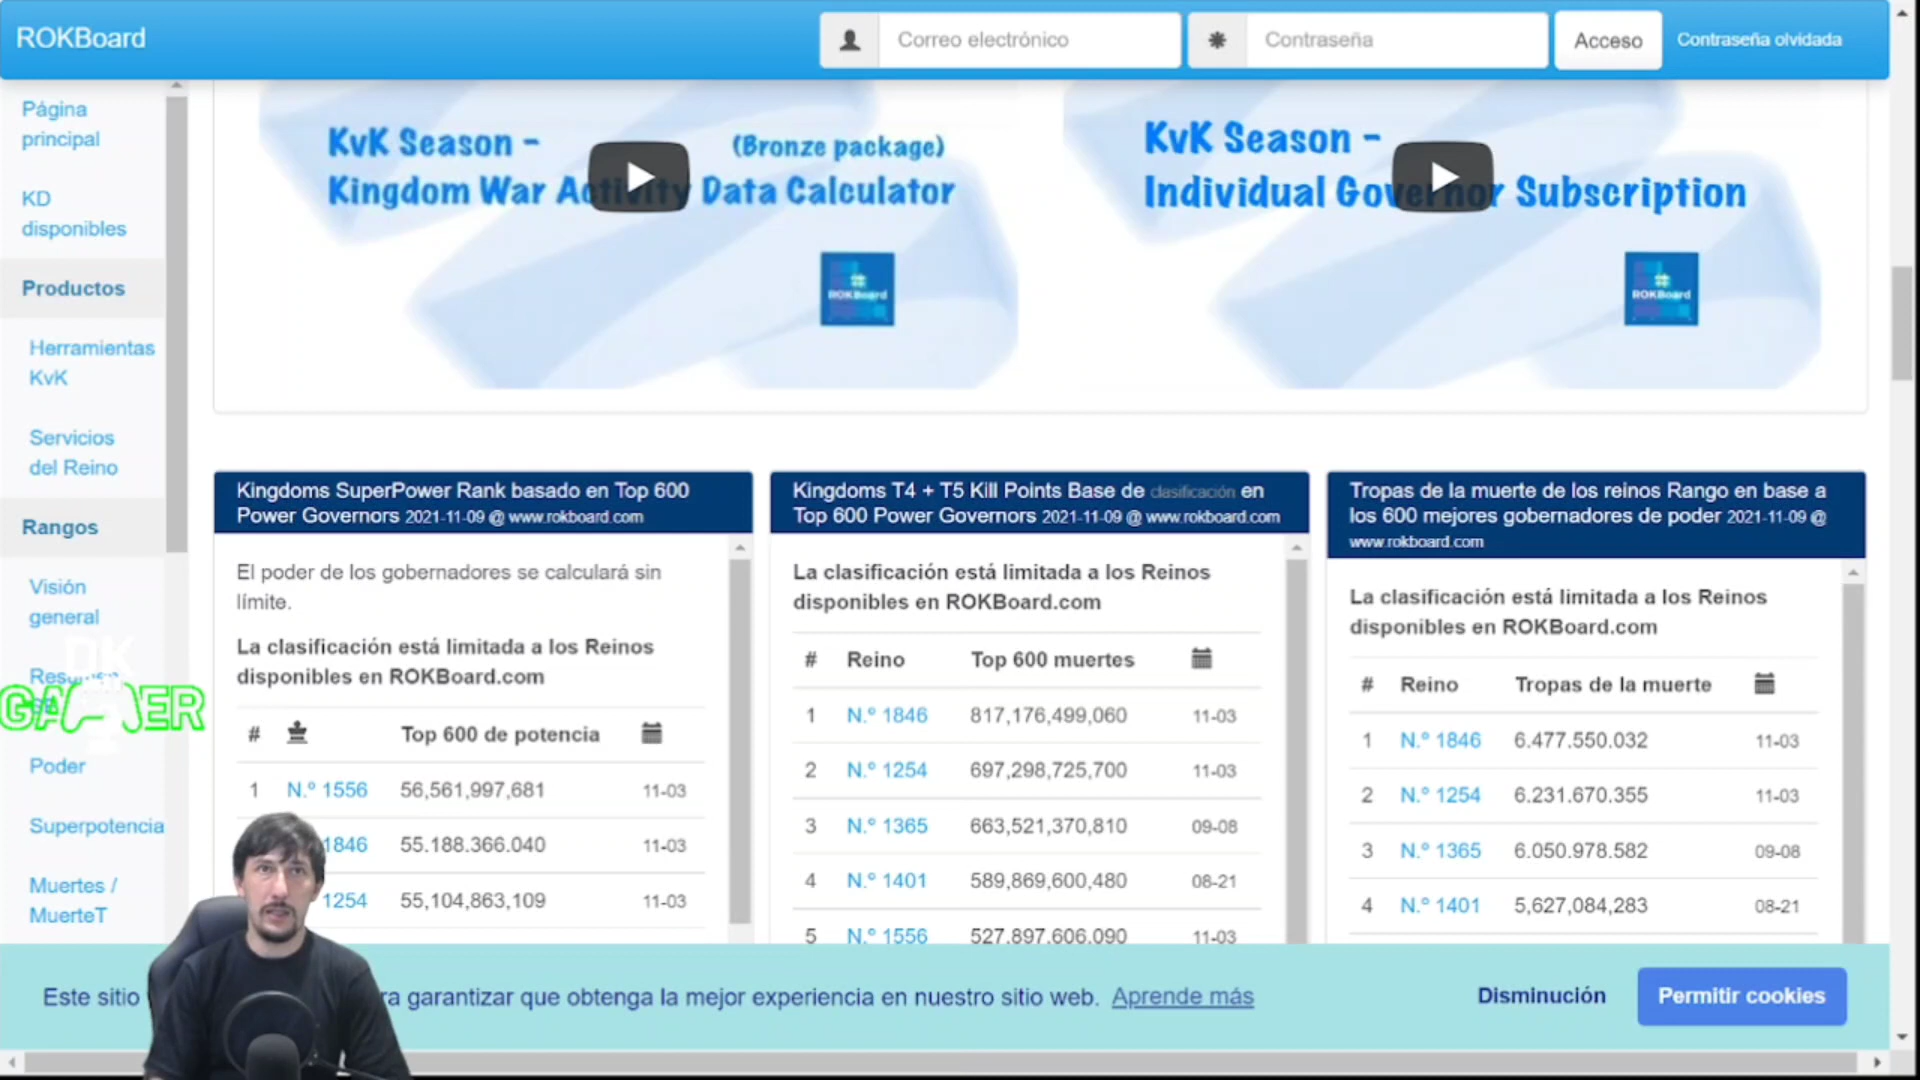 ROKBoard
Correo electrónico
Contraseña
Acceso
Contraseña olvidada
Página
principal
KD
disponibles
Productos
Herramientas
KvK
Servicios
del Reino
Rangos
Visión
general
Poder
Superpotencia
Muertes /
MuerteT
DK
GAMER
KvK Season - (Bronze package)
Kingdom War Activity Data Calculator
ROKBoard
KvK Season -
Individual Governor Subscription
ROKBoard
Kingdoms SuperPower Rank basado en Top 600
Power Governors 2021-11-09 @ www.rokboard.com
El poder de los gobernadores se calculará sin
límite.
La clasificación está limitada a los Reinos
disponibles en ROKBoard.com
# Top 600 de potencia
1 N.º 1556 56,561,997,681 11-03
1846 55.188.366.040 11-03
1254 55,104,863,109 11-03
Kingdoms T4 + T5 Kill Points Base de clasificación en
Top 600 Power Governors 2021-11-09 @ www.rokboard.com
La clasificación está limitada a los Reinos
disponibles en ROKBoard.com
# Reino Top 600 muertes
1 N.º 1846 817,176,499,060 11-03
2 N.º 1254 697,298,725,700 11-03
3 N.º 1365 663,521,370,810 09-08
4 N.º 1401 589,869,600,480 08-21
5 N.º 1556 527.897.606.090 11-03
Tropas de la muerte de los reinos Rango en base a
los 600 mejores gobernadores de poder 2021-11-09 @
www.rokboard.com
La clasificación está limitada a los Reinos
disponibles en ROKBoard.com
# Reino Tropas de la muerte
1 N.º 1846 6.477.550.032 11-03
2 N.º 1254 6.231.670.355 11-03
3 N.º 1365 6.050.978.582 09-08
4 N.º 1401 5,627,084,283 08-21
Este sitio ra garantizar que obtenga la mejor experiencia en nuestro sitio web. Aprende más
Disminución
Permitir cookies